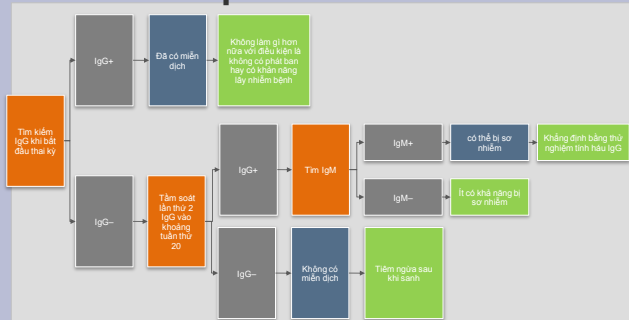 IgG+
Đã có miễn
dịch
Không làm gì hơn
nữa với điều kiện là
không có phát ban
hay có khản năng
lây nhiễm bệnh
Tìm kiếm
IgG khi bắt
đầu thai kỳ
IgG–
Tầm soát
lần thứ 2
IgG vào
khoảng
tuần thứ
20
IgG+
Tìm IgM
IgM+
có thể bị sơ
nhiễm
Khẳng định bằng thử
nghiệm tính háu IgG
IgM–
Ít có khả năng bị
sơ nhiễm
IgG–
Không có
miễn dịch
Tiêm ngừa sau
khi sanh